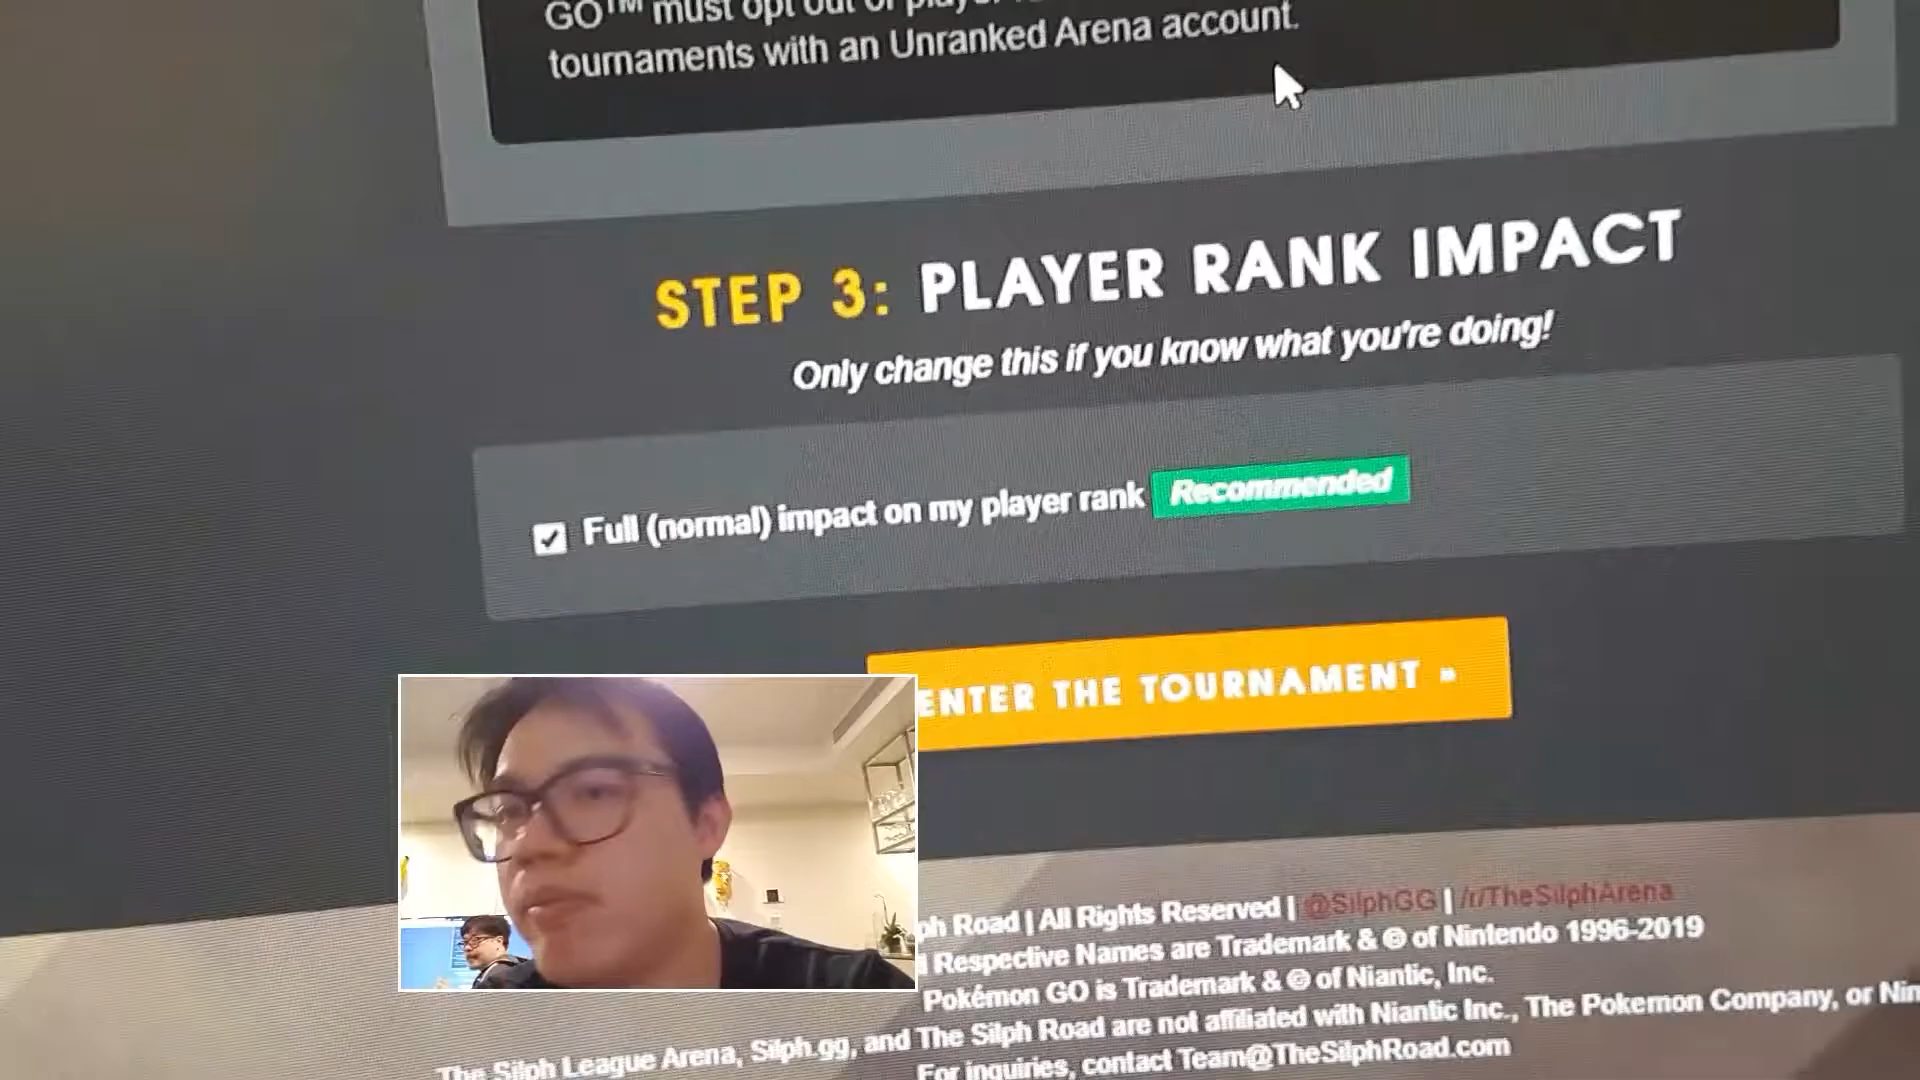 GO™ must opt out of
tournaments with an Unranked Arena account.
STEP 3: PLAYER RANK IMPACT
Only change this if you know what you're doing!
Full (normal) impact on my player rank Recommended
ENTER THE TOURNAMENT »
ph Road | All Rights Reserved | @SilphGG | /r/TheSilphArena
Respective Names are Trademark & © of Nintendo 1996-2019
Pokémon GO is Trademark & © of Niantic, Inc.
The Silph League Arena, Silph.gg, and The Silph Road are not affiliated with Niantic Inc., The Pokemon Company, or Nin
For inquiries, contact Team@TheSilphRoad.com